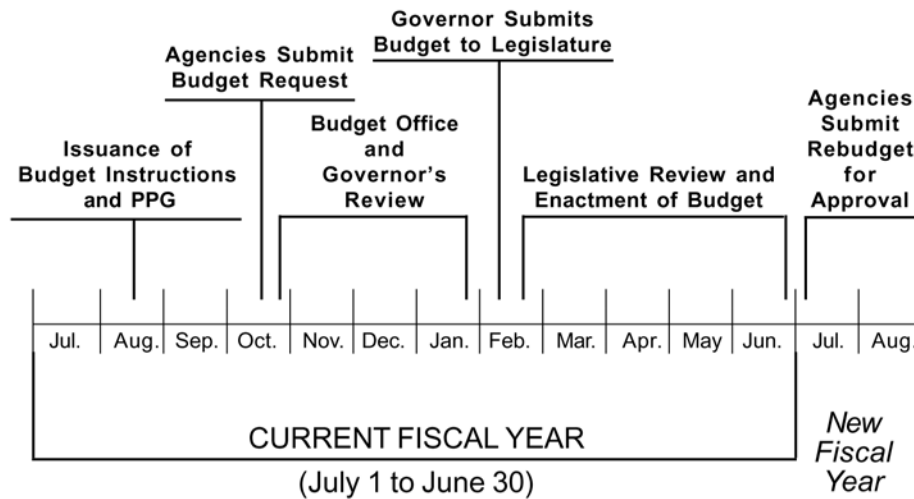 Governor Submits
Budget to Legislature
Agencies Submit
Budget Request
Agencies
Submit
Rebudget
for
Approval
Budget Office
and
Governor's
Review
Issuance of
Budget Instructions
and PPG
Legislative Review and
Enactment of Budget
Jul. Aug. Sep. Oct. Nov. Dec. Jan. Feb. Mar. Apr. May Jun. Jul. Aug.
CURRENT FISCAL YEAR
(July 1 to June 30)
New
Fiscal
Year